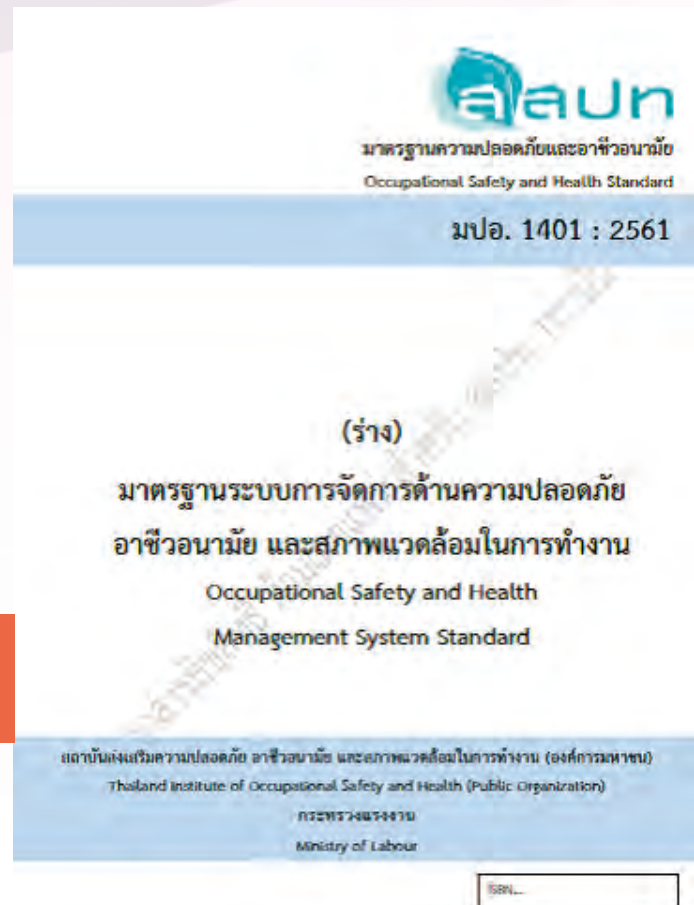 สสปท
มาตรฐานความปลอดภัยและอาชีวอนามัย
Occupational Safety and Health Standard
มปอ. 1401 : 2561
(ร่าง)
มาตรฐานระบบการจัดการด้านความปลอดภัย
อาชีวอนามัย และสภาพแวดล้อมในการทำงาน
Occupational Safety and Health
Management System Standard
สถาบันส่งเสริมความปลอดภัย อาชีวอนามัย และสภาพแวดล้อมในการทำงาน (องค์การมหาชน)
Thailand Institute of Occupational Safety and Health (Public Organization)
กระทรวงแรงงาน
Ministry of Labour
ISBN...